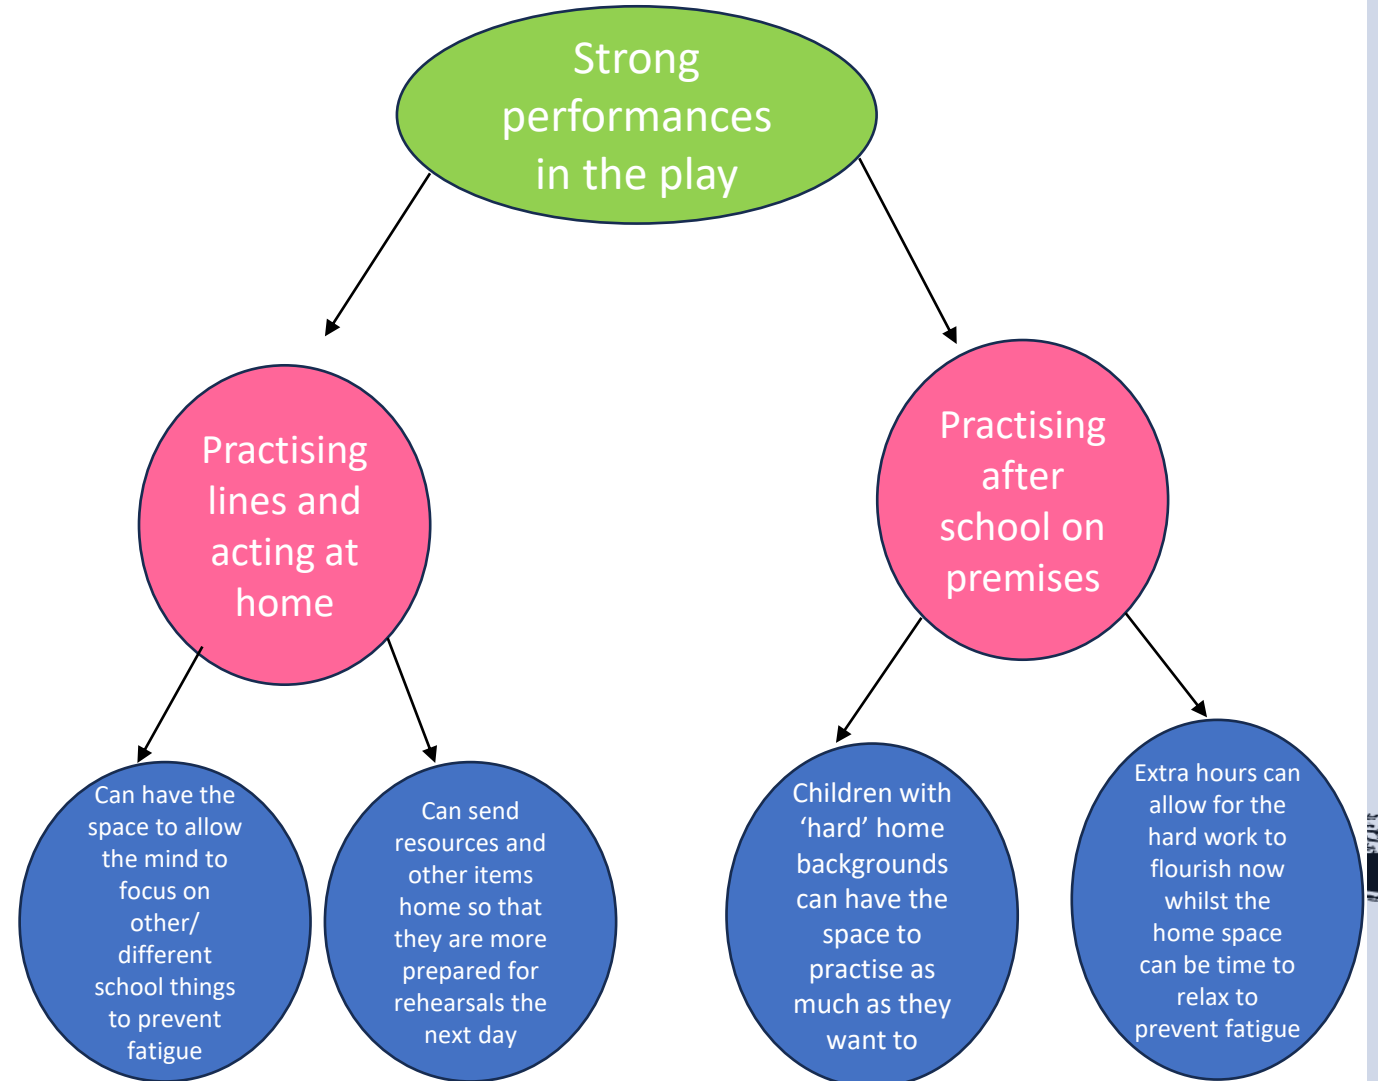 Strong
performances
in the play
Practising
lines and
acting at
home
Practising
after
school on
premises
Can have the
space to allow
the mind to
focus on
other/
different
school things
to prevent
fatigue
Can send
resources and
other items
home so that
they are more
prepared for
rehearsals the
next day
Children with
‘hard’ home
backgrounds
can have the
space to
practise as
much as they
want to
Extra hours can
allow for the
hard work to
flourish now
whilst the
home space
can be time to
relax to
prevent fatigue